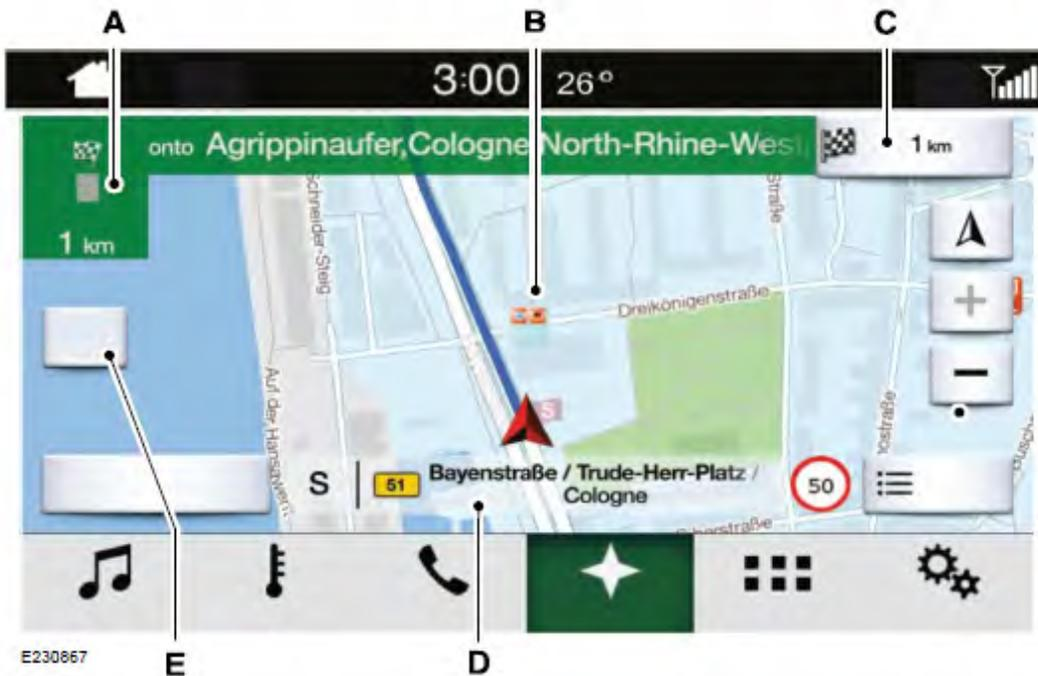 A B C
3:00 26°
onto Agrippinaufer,Cologne,North-Rhine-West
1 km
1 km
Schneider-Steig
Straße
Dreikönigenstraße
Auf der Hansawerft
S
S
51
Bayenstraße / Trude-Herr-Platz /
Cologne
50
E230867
E D